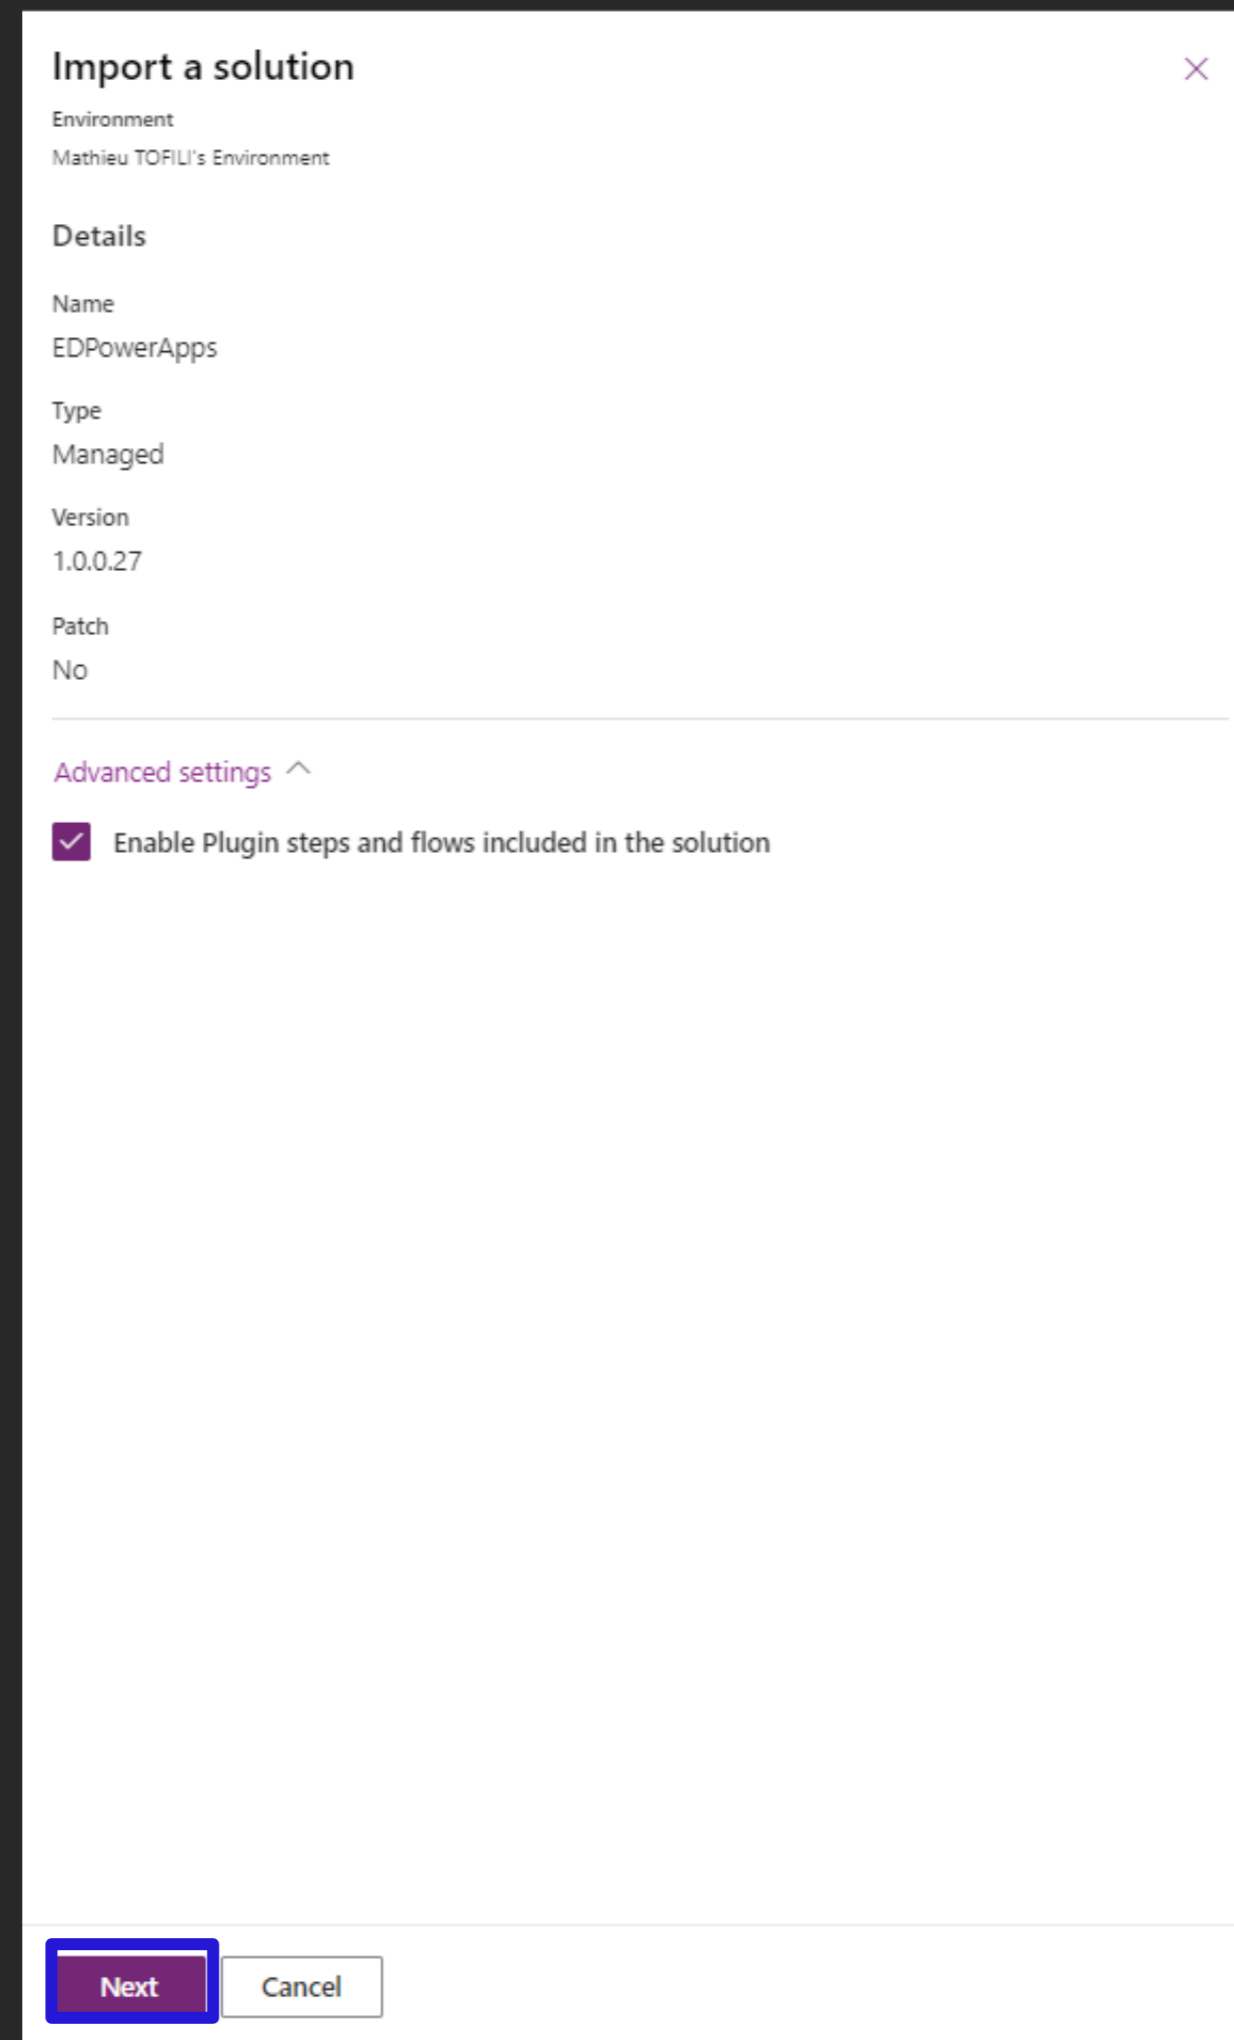 Import a solution
Environment
Mathieu TOFILI's Environment
Details
Name
EDPowerApps
Type
Managed
Version
1.0.0.27
Patch
No
Advanced settings
Enable Plugin steps and flows included in the solution
Next
Cancel